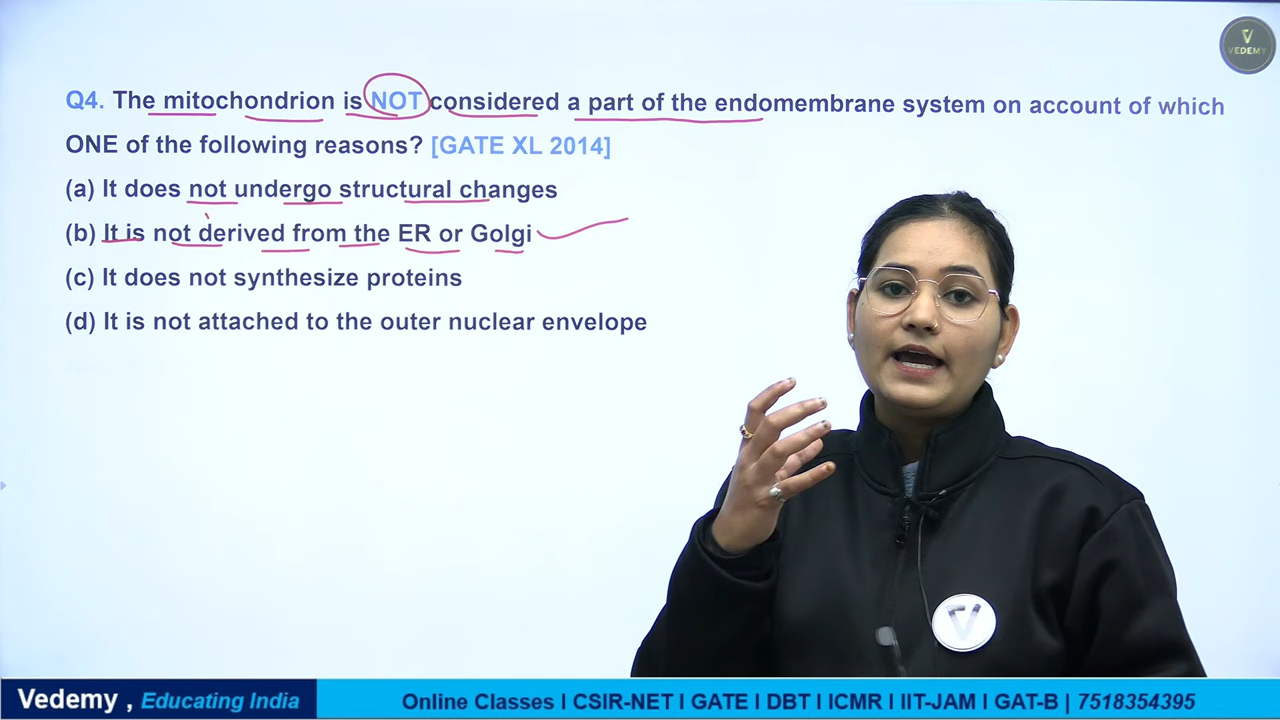 VEDEMY
Q4. The mitochondrion is NOT considered a part of the endomembrane system on account of which
ONE of the following reasons? [GATE XL 2014]
(a) It does not undergo structural changes
(b) It is not derived from the ER or Golgi
(c) It does not synthesize proteins
(d) It is not attached to the outer nuclear envelope
Vedemy , Educating India
Online Classes I CSIR-NET I GATE I DBT I ICMR I IIT-JAM I GAT-B | 7518354395